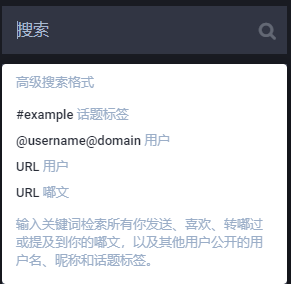 搜索
高级搜索格式
#example 话题标签
@username@domain 用户
URL 用户
URL 嘟文
输入关键词检索所有你发送、喜欢、转嘟过
或提及到你的嘟文，以及其他用户公开的用
户名、昵称和话题标签。